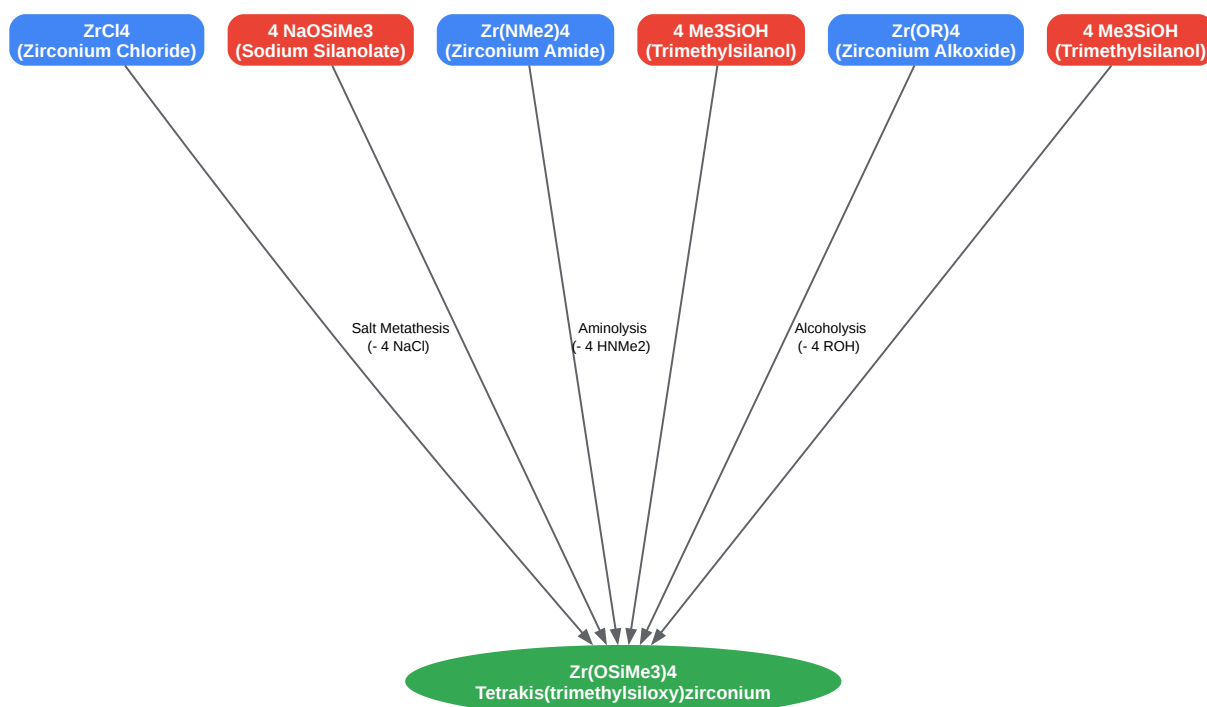 ZrCl4
(Zirconium Chloride)
4 NaOSiMe3
(Sodium Silanolate)
Zr(NMe2)4
(Zirconium Amide)
4 Me3SiOH
(Trimethylsilanol)
Zr(OR)4
(Zirconium Alkoxide)
4 Me3SiOH
(Trimethylsilanol)
Salt Metathesis
(- 4 NaCl)
Aminolysis
(- 4 HNMe2)
Alcoholysis
(- 4 ROH)
Zr(OSiMe3)4
Tetrakis(trimethylsiloxy)zirconium